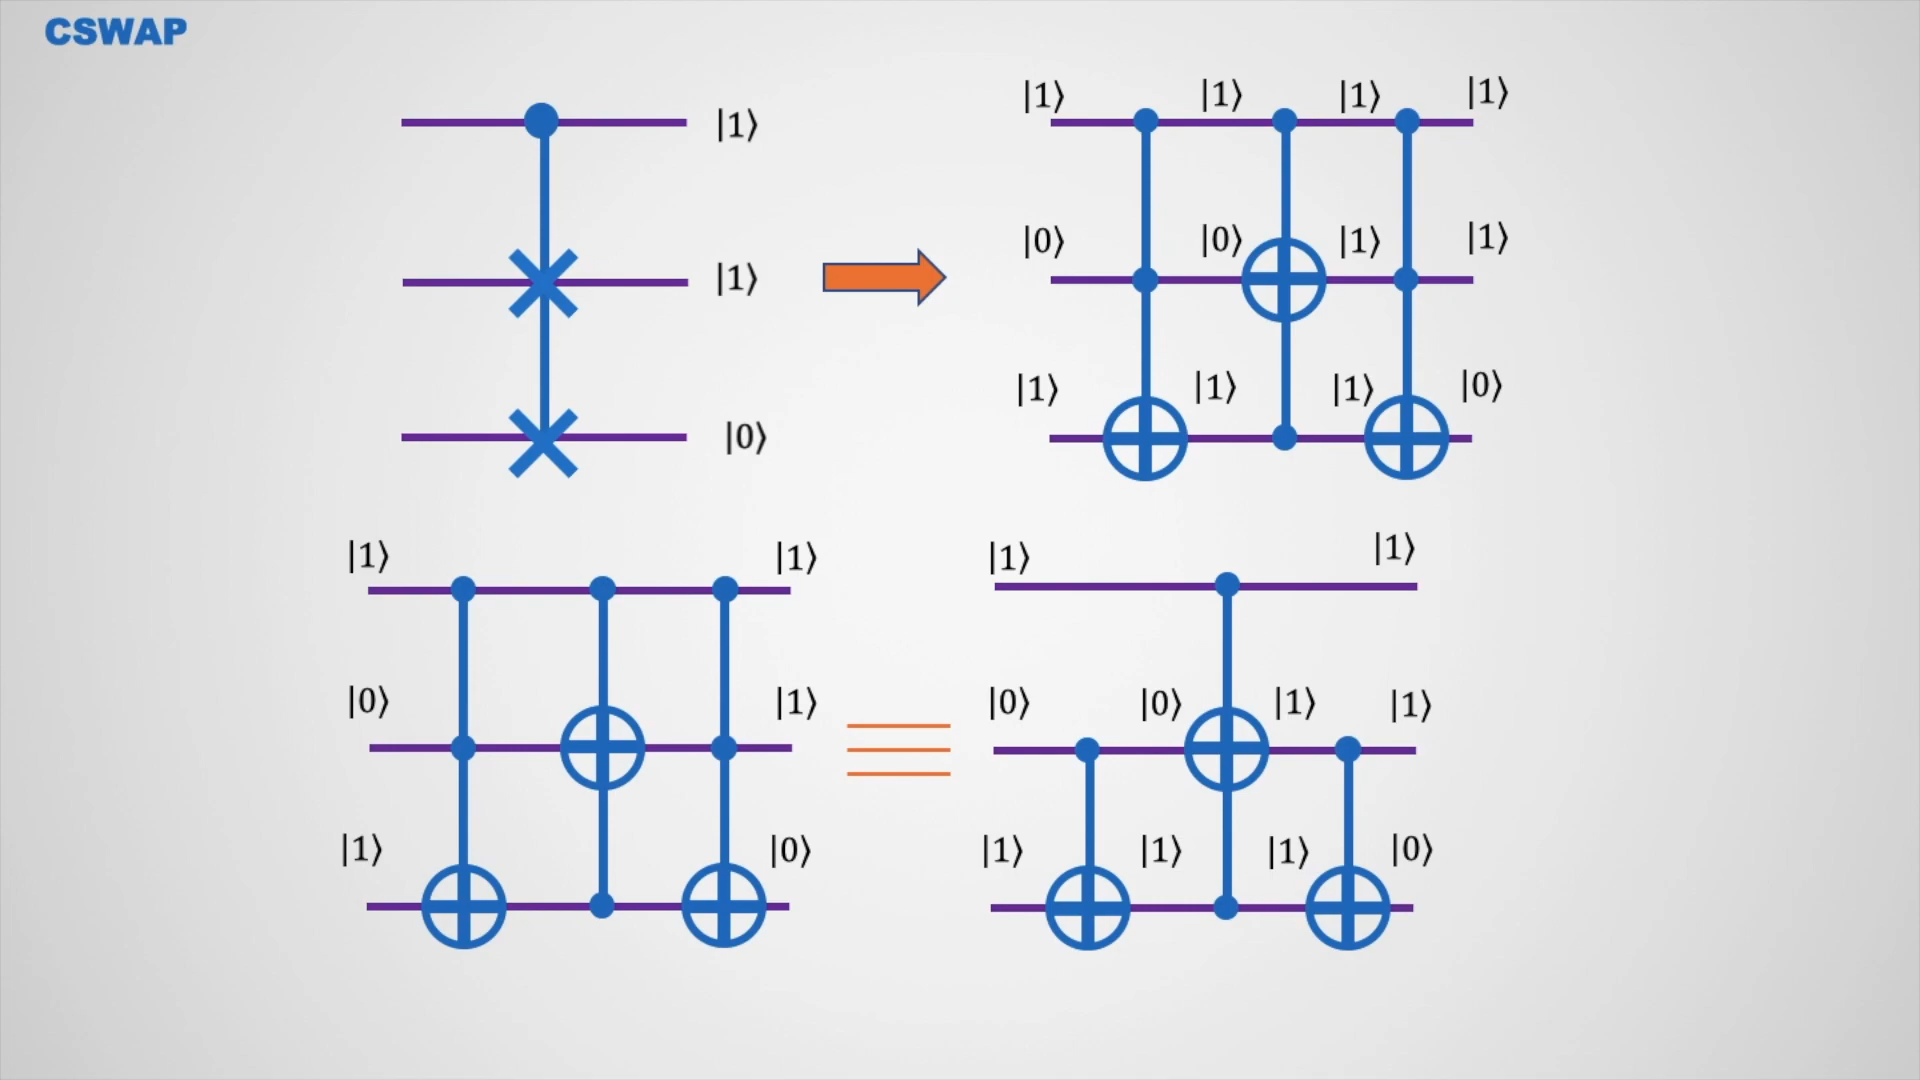 CSWAP
|1⟩ |1⟩ |1⟩ |1⟩
|1⟩
|0⟩ |0⟩ |1⟩ |1⟩
|1⟩
|1⟩ |1⟩ |1⟩ |0⟩
|0⟩
|1⟩ |1⟩
|0⟩ |1⟩
|1⟩ |0⟩
|1⟩ |1⟩
|0⟩ |0⟩ |1⟩ |1⟩
|1⟩ |1⟩ |1⟩ |0⟩